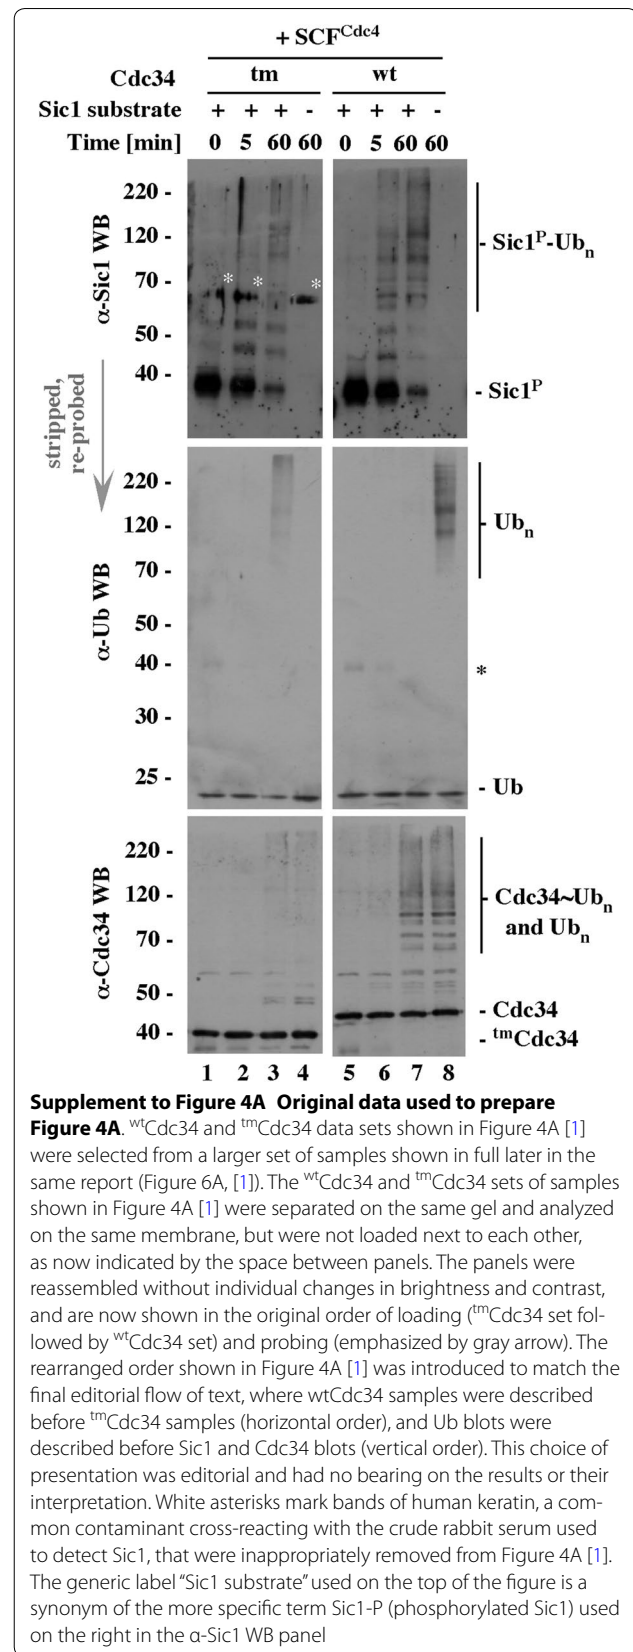 + SCFCdc4
Cdc34 tm wt
Sic1 substrate + + + - + + + -
Time [min] 0 5 60 60 0 5 60 60
α-Sic1 WB
220 -
120 -
70 -
50 -
40 -
* * *
- Sic1P-Ubn
- Sic1P
stripped,
re-probed
α-Ub WB
220 -
120 -
70 -
50 -
40 -
30 -
25 -
- Ubn
*
- Ub
α-Cdc34 WB
220 -
120 -
70 -
50 -
40 -
- Cdc34~Ubn
and Ubn
- Cdc34
- tmCdc34
1 2 3 4 5 6 7 8
Supplement to Figure 4A Original data used to prepare
Figure 4A. wtCdc34 and tmCdc34 data sets shown in Figure 4A [1]
were selected from a larger set of samples shown in full later in the
same report (Figure 6A, [1]). The wtCdc34 and tmCdc34 sets of samples
shown in Figure 4A [1] were separated on the same gel and analyzed
on the same membrane, but were not loaded next to each other,
as now indicated by the space between panels. The panels were
reassembled without individual changes in brightness and contrast,
and are now shown in the original order of loading (tmCdc34 set fol-
lowed by wtCdc34 set) and probing (emphasized by gray arrow). The
rearranged order shown in Figure 4A [1] was introduced to match the
final editorial flow of text, where wtCdc34 samples were described
before tmCdc34 samples (horizontal order), and Ub blots were
described before Sic1 and Cdc34 blots (vertical order). This choice of
presentation was editorial and had no bearing on the results or their
interpretation. White asterisks mark bands of human keratin, a com-
mon contaminant cross-reacting with the crude rabbit serum used
to detect Sic1, that were inappropriately removed from Figure 4A [1].
The generic label “Sic1 substrate” used on the top of the figure is a
synonym of the more specific term Sic1-P (phosphorylated Sic1) used
on the right in the α-Sic1 WB panel